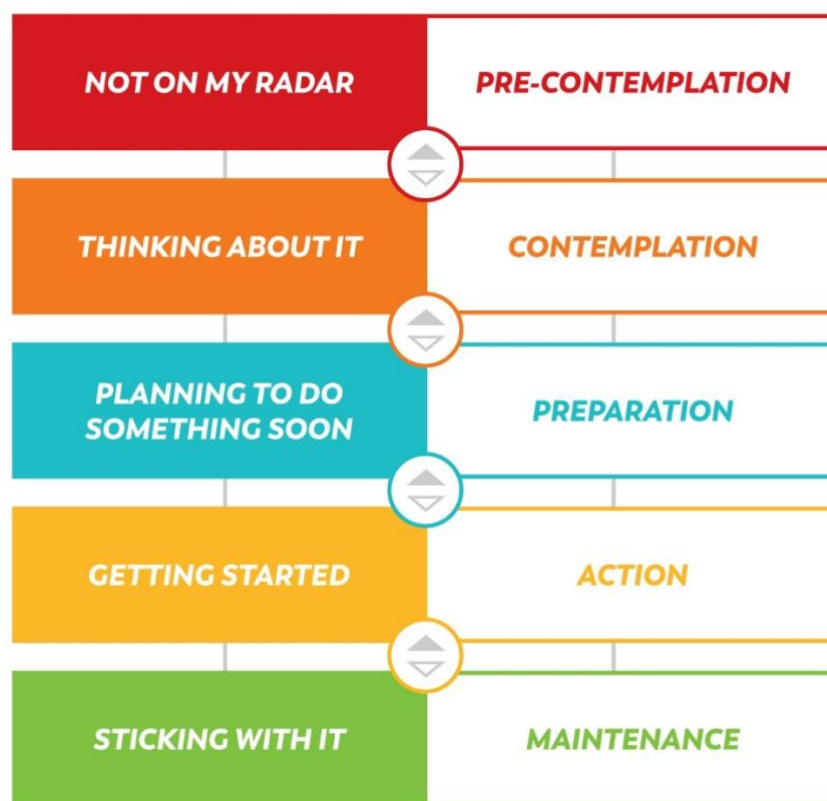 NOT ON MY RADAR
PRE-CONTEMPLATION
THINKING ABOUT IT
CONTEMPLATION
PLANNING TO DO
SOMETHING SOON
PREPARATION
GETTING STARTED
ACTION
STICKING WITH IT
MAINTENANCE